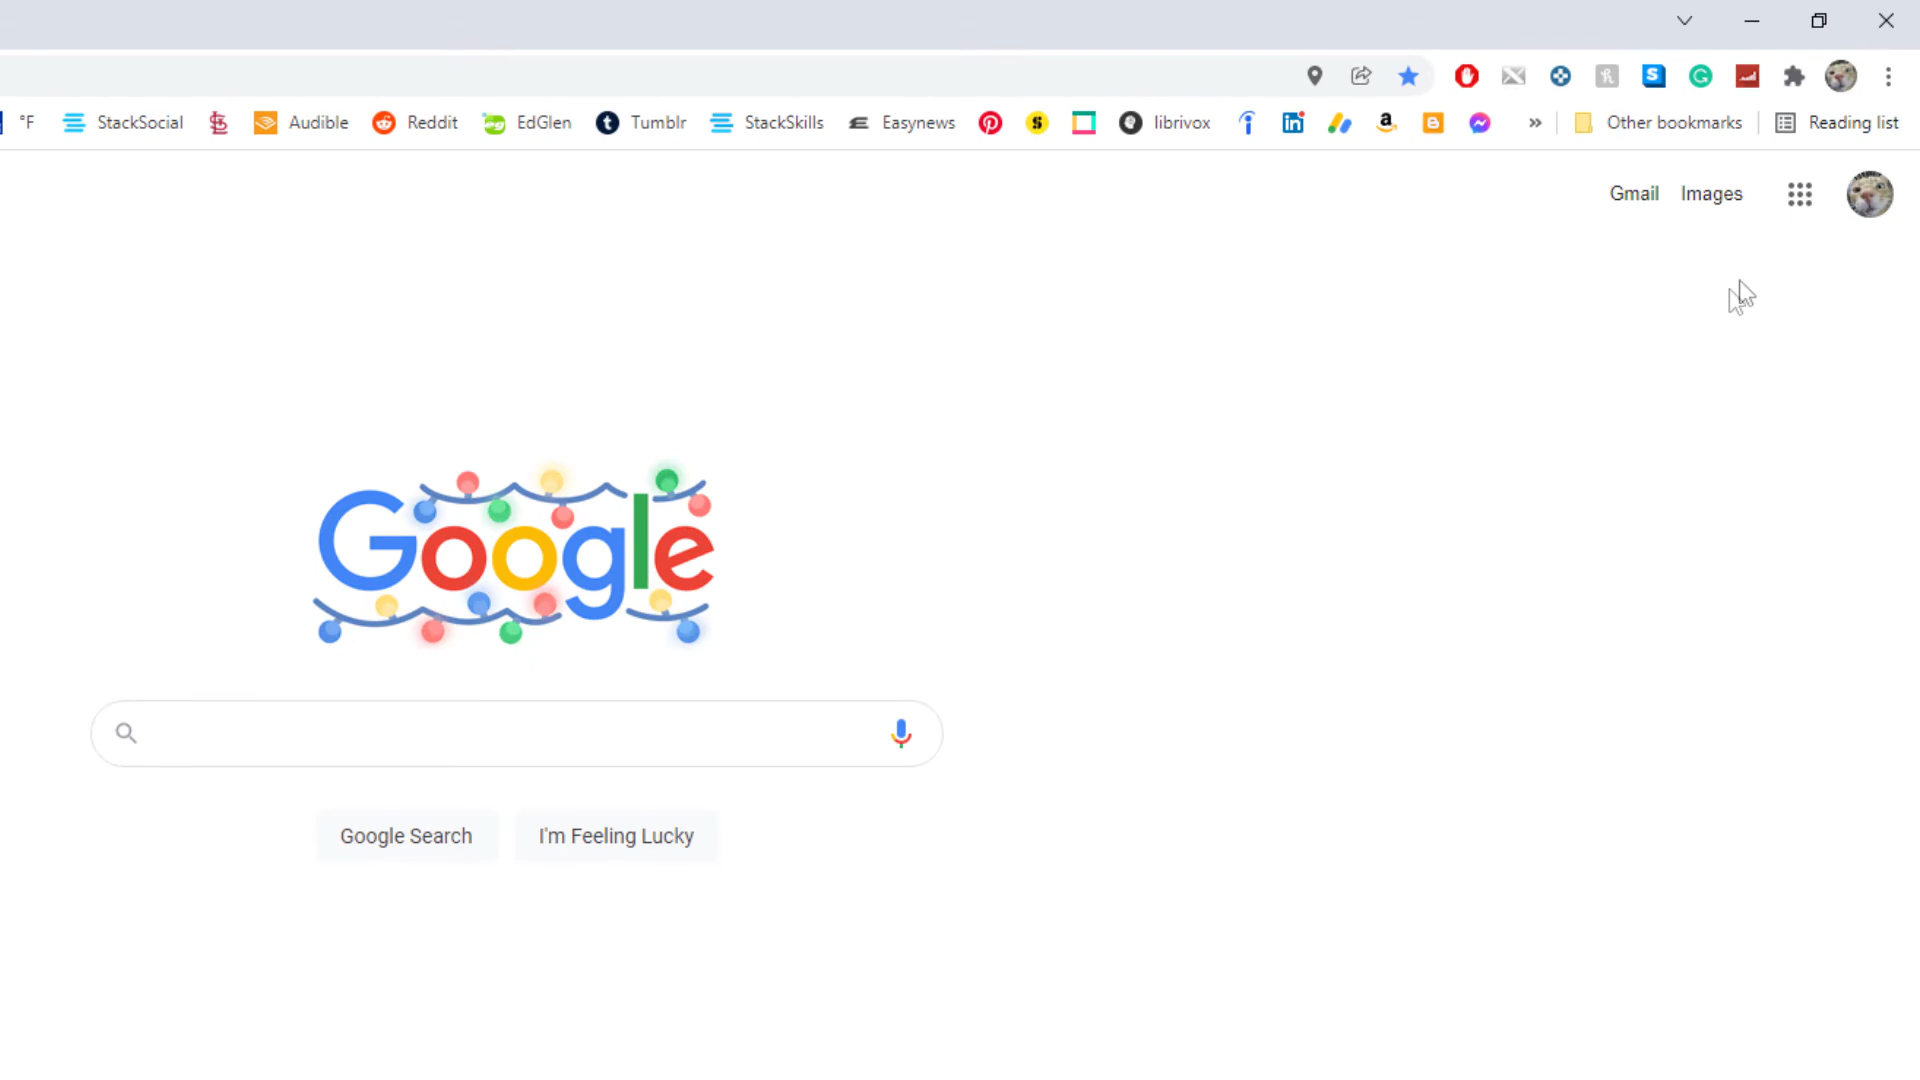 °F StackSocial Audible Reddit EdGlen Tumblr StackSkills Easynews librivox Other bookmarks Reading list
Gmail Images
Google
Google Search I'm Feeling Lucky